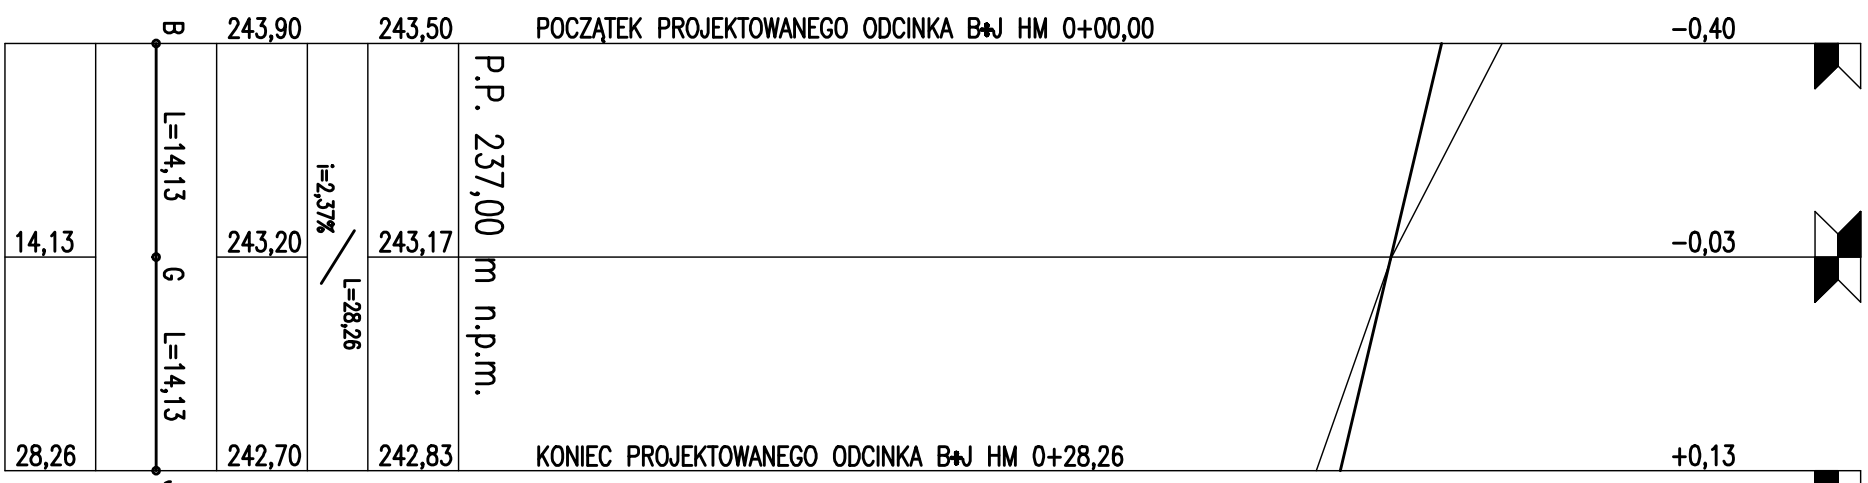 B 243,90 243,50 POCZĄTEK PROJEKTOWANEGO ODCINKA B+J HM 0+00,00 -0,40
L=14,13
i=2,37%
P.P. 237,00 m n.p.m.
14,13 243,20 243,17 -0,03
G
L=28,26
L=14,13
28,26 242,70 242,83 KONIEC PROJEKTOWANEGO ODCINKA B+J HM 0+28,26 +0,13